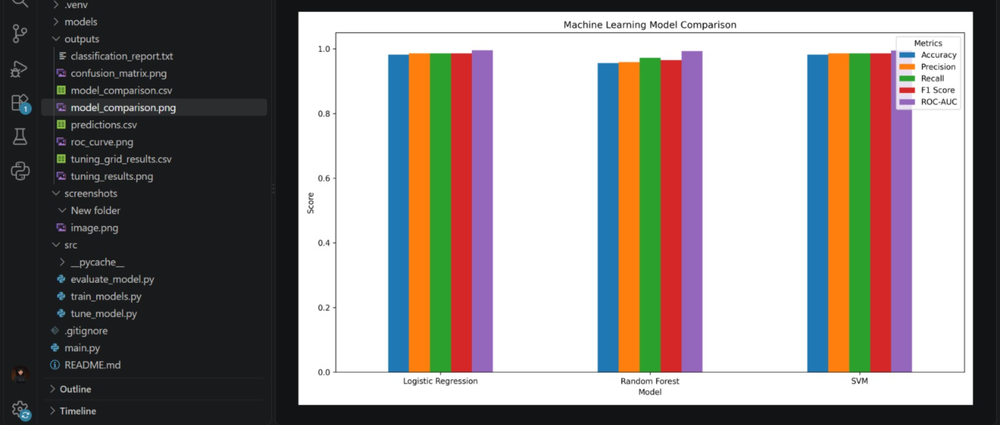 .venv
models
outputs
classification_report.txt
confusion_matrix.png
model_comparison.csv
model_comparison.png
predictions.csv
roc_curve.png
tuning_grid_results.csv
tuning_results.png
screenshots
New folder
image.png
src
__pycache__
evaluate_model.py
train_models.py
tune_model.py
.gitignore
main.py
README.md
Outline
Timeline
1
Machine Learning Model Comparison
1.0
0.8
0.6
0.4
0.2
0.0
Score
Metrics
Accuracy
Precision
Recall
F1 Score
ROC-AUC
Logistic Regression
Random Forest
SVM
Model